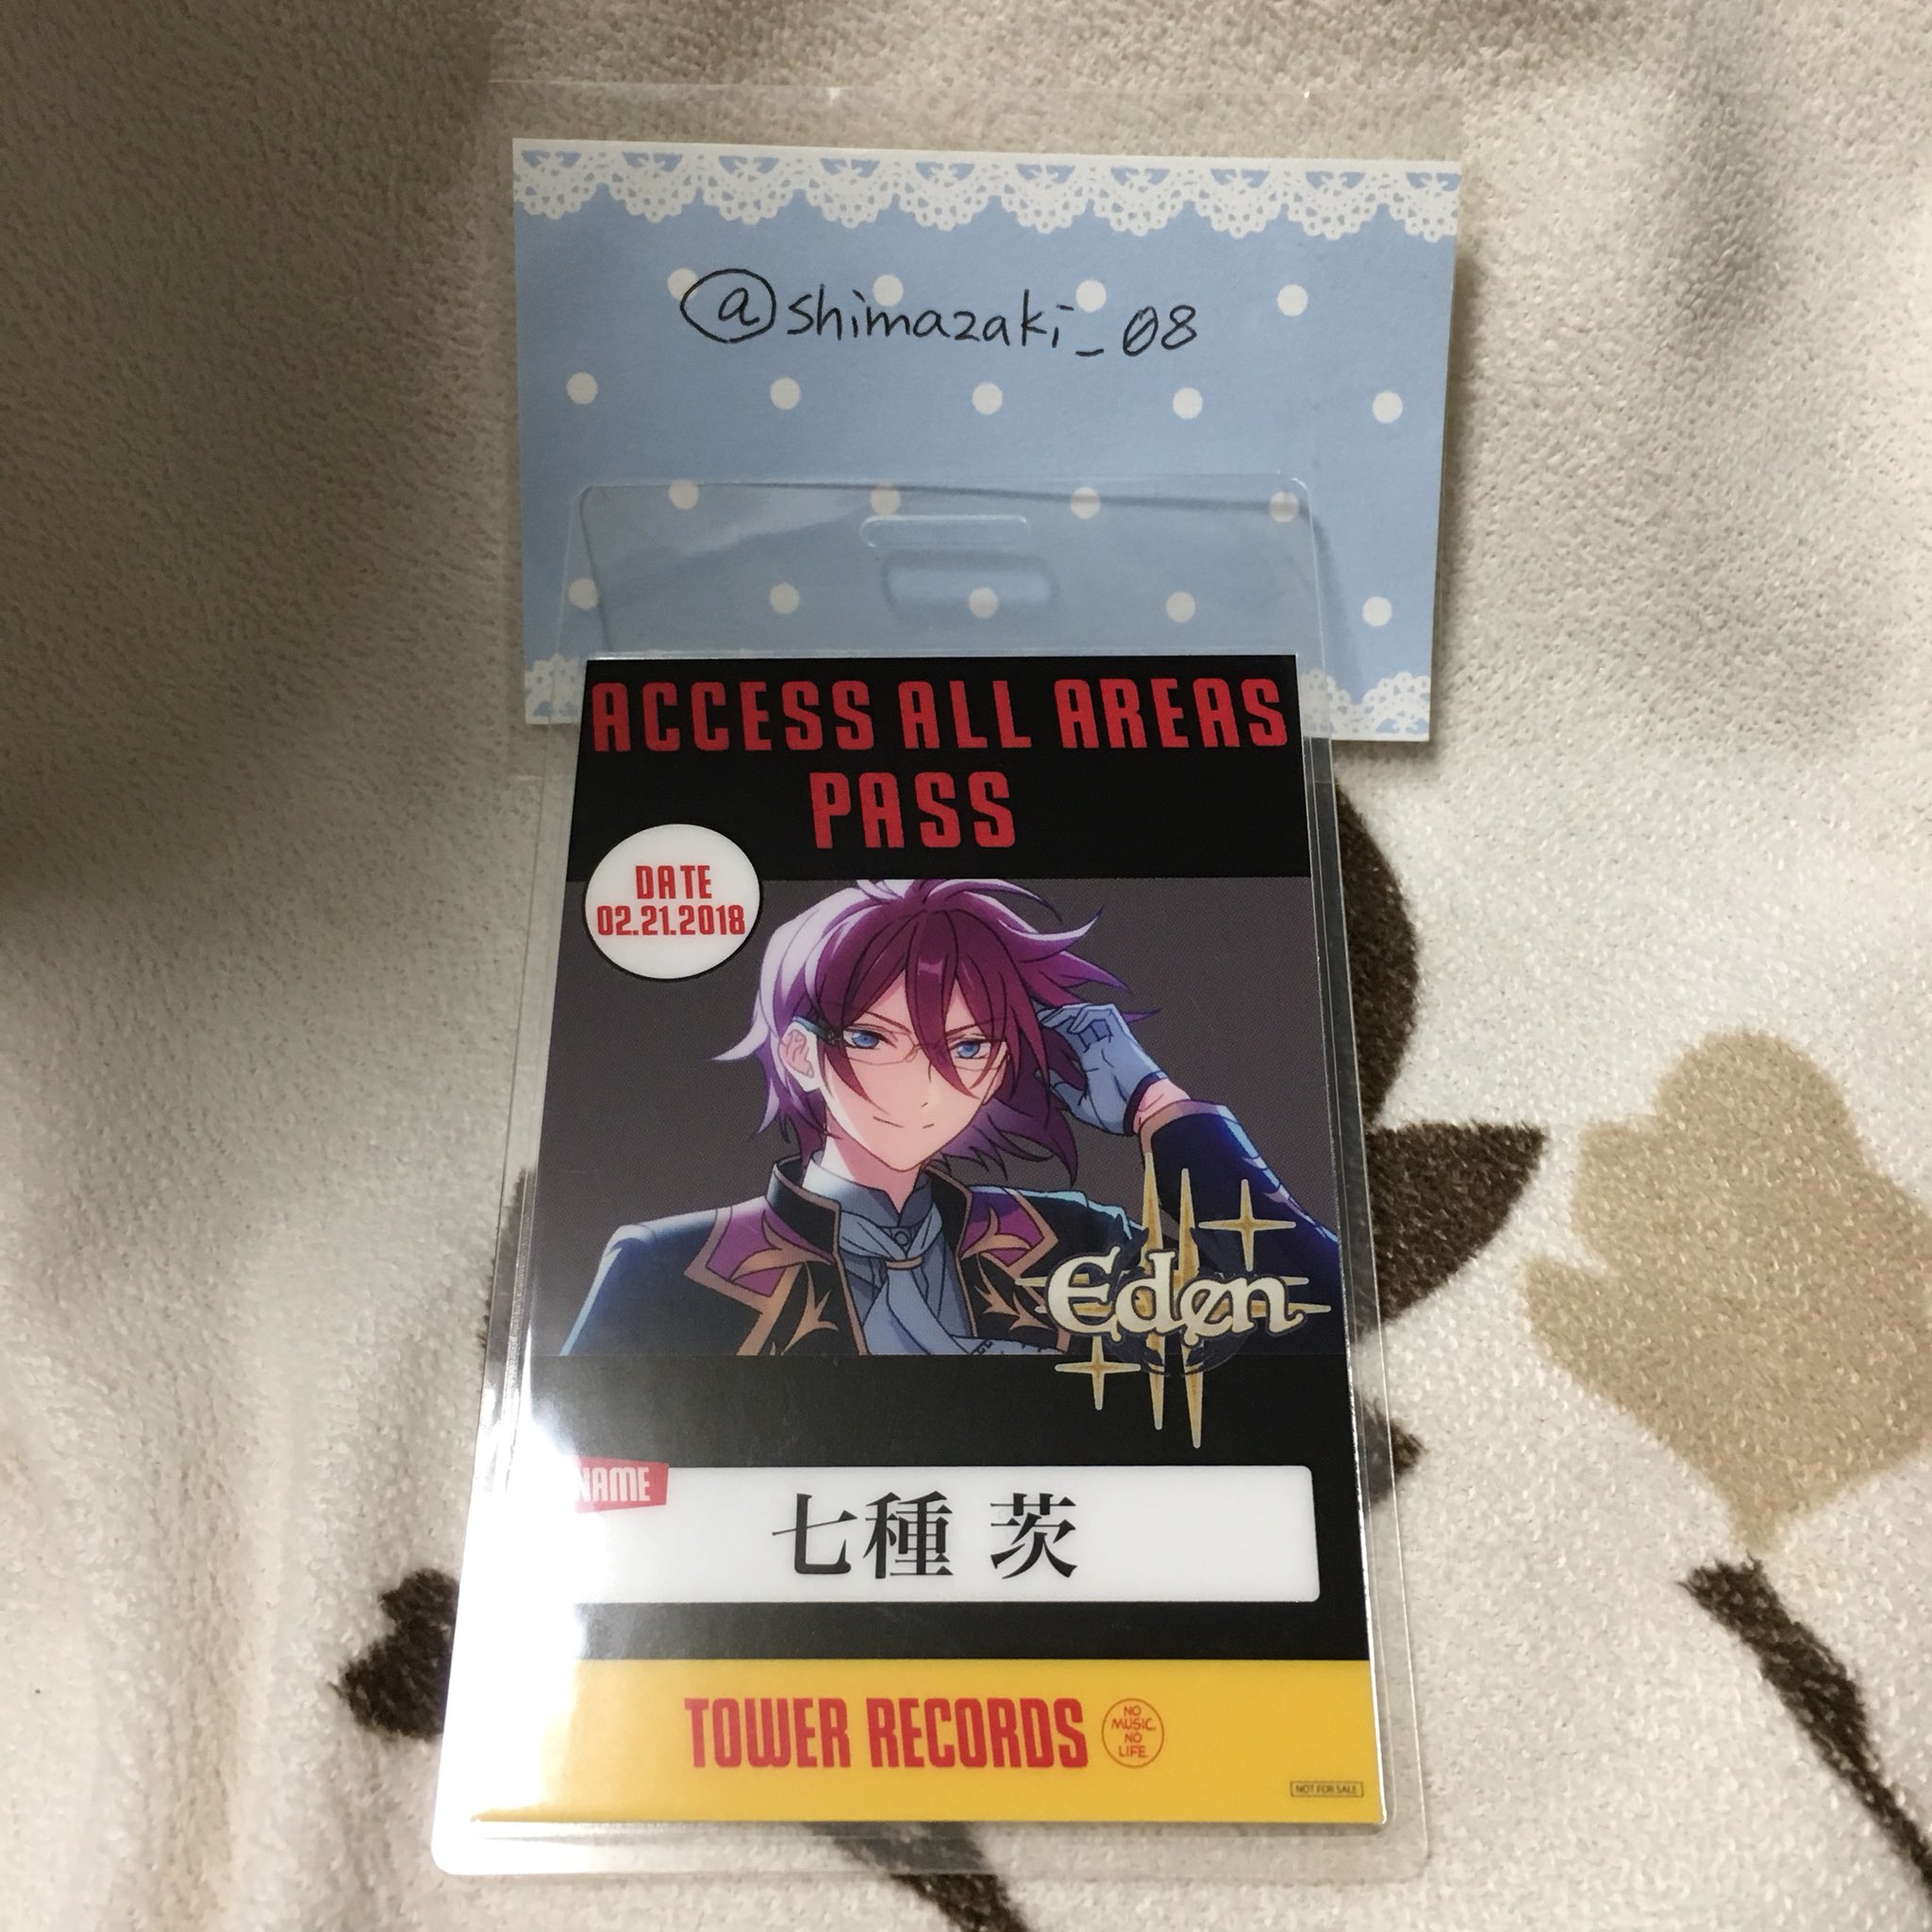 @shimazaki_08
ACCESS ALL AREAS
PASS
DATE
02.21.2018
Eden
NAME
七種 茨
TOWER RECORDS
NO
MUSIC,
NO
LIFE.
NOT FOR SALE